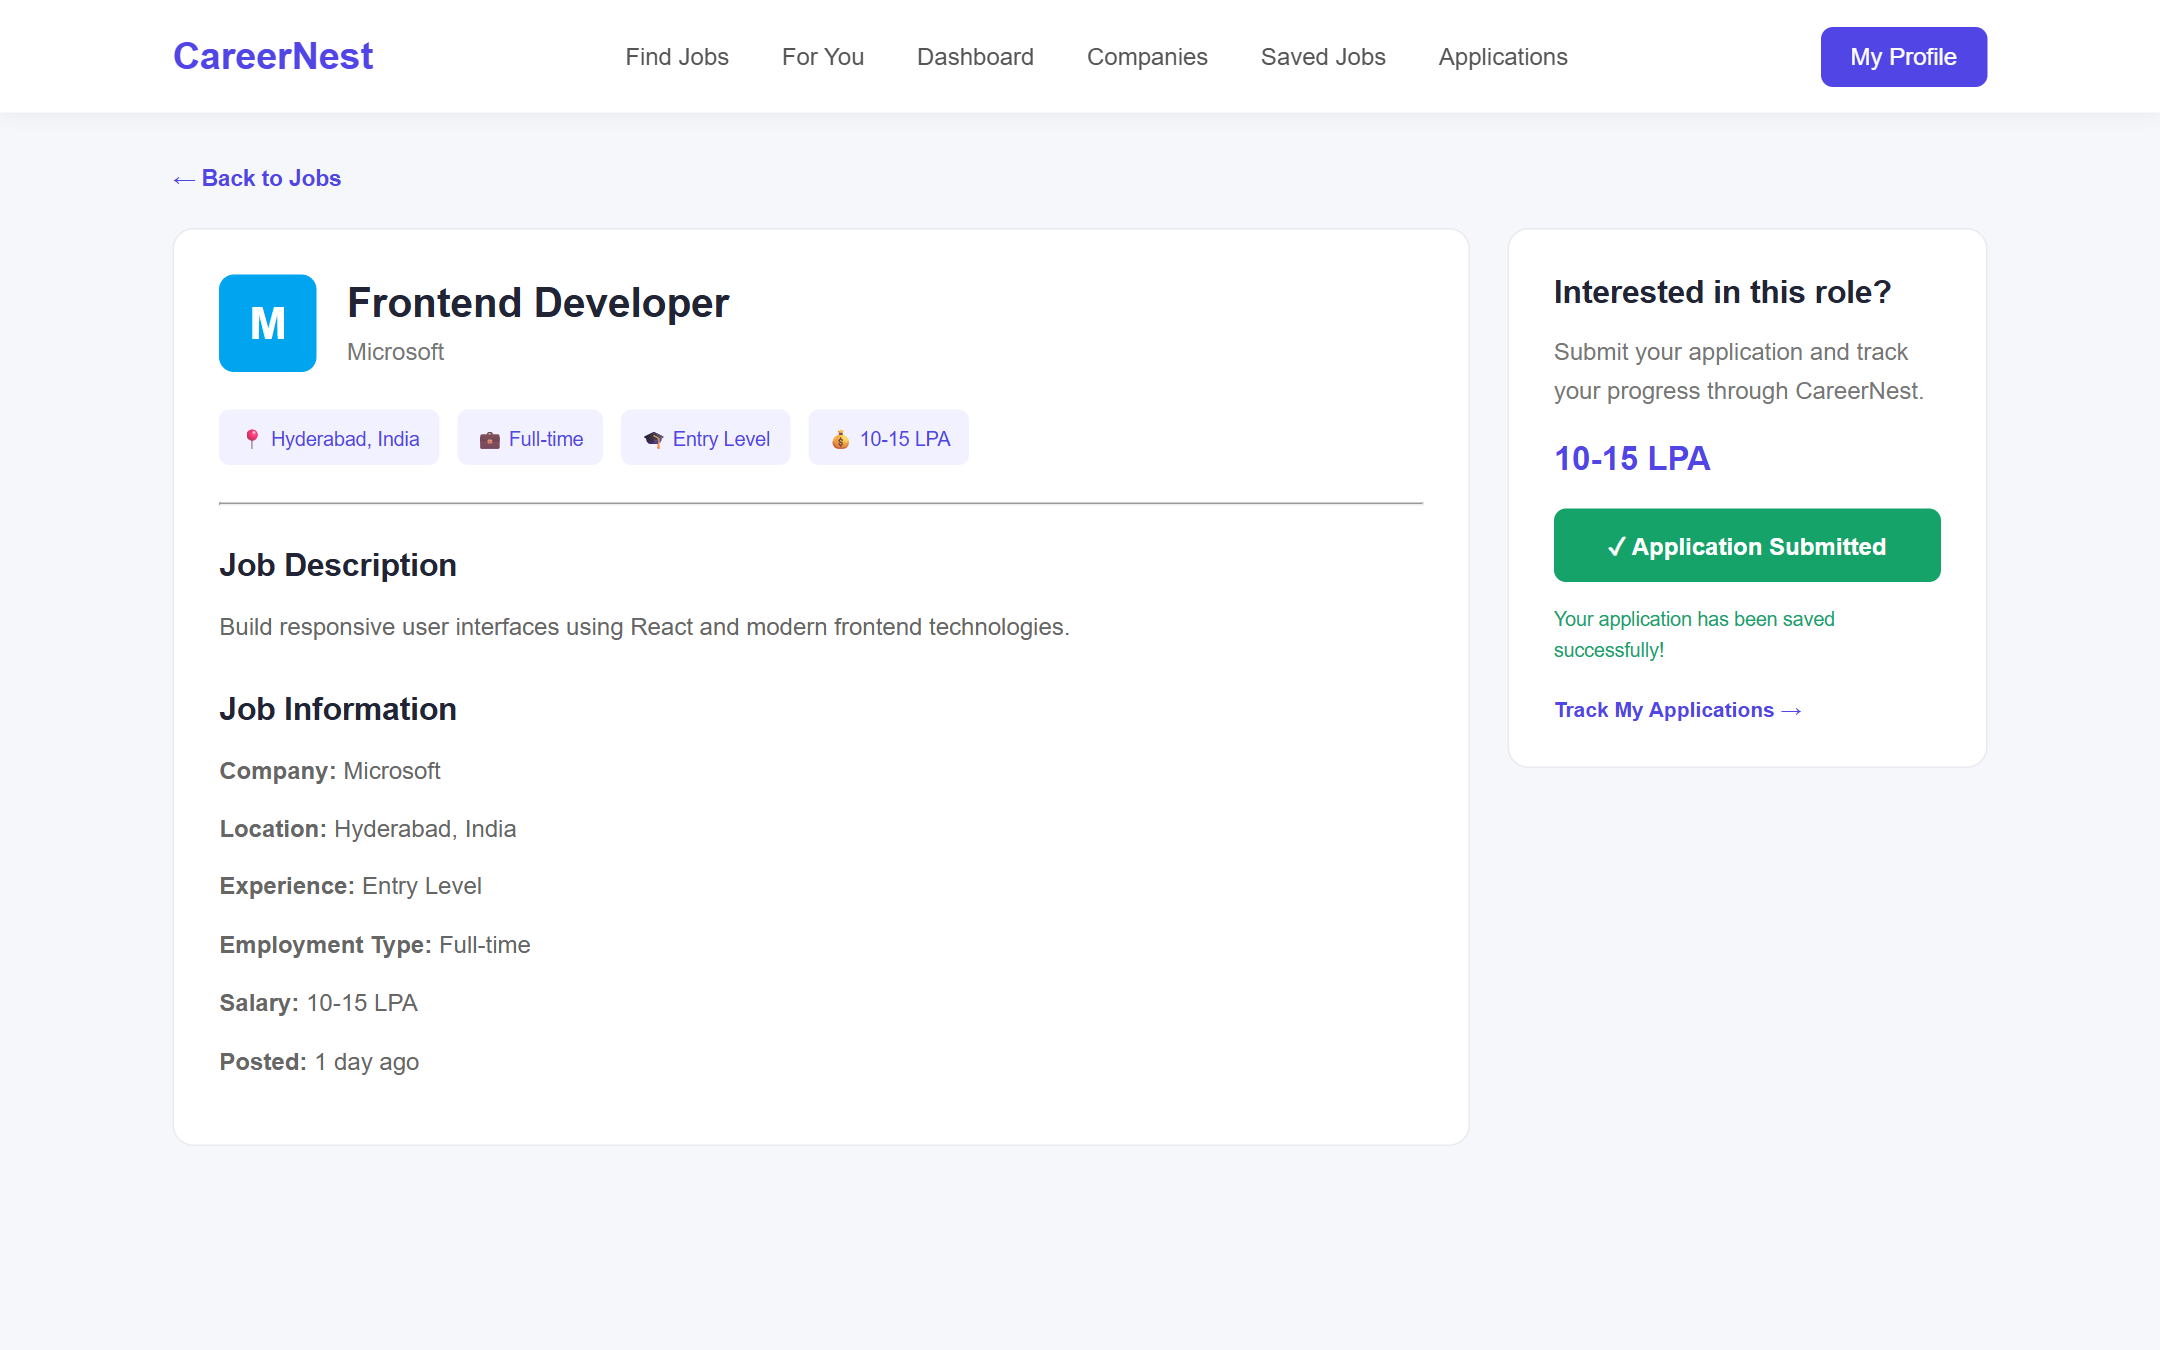 CareerNest
Find Jobs
For You
Dashboard
Companies
Saved Jobs
Applications
My Profile
← Back to Jobs
M
Frontend Developer
Microsoft
📍 Hyderabad, India
💼 Full-time
🎓 Entry Level
💰 10-15 LPA
Job Description
Build responsive user interfaces using React and modern frontend technologies.
Job Information
Company: Microsoft
Location: Hyderabad, India
Experience: Entry Level
Employment Type: Full-time
Salary: 10-15 LPA
Posted: 1 day ago
Interested in this role?
Submit your application and track
your progress through CareerNest.
10-15 LPA
✓ Application Submitted
Your application has been saved
successfully!
Track My Applications →